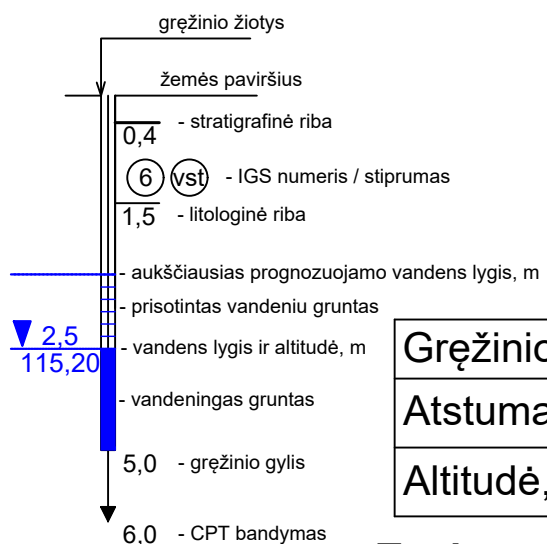 gręžinio žiotys
žemės paviršius
0,4 - stratigrafinė riba
6 vst - IGS numeris / stiprumas
1,5 - litologinė riba
- aukščiausias prognozuojamo vandens lygis, m
- prisotintas vandeniu gruntas
2,5
- vandens lygis ir altitudė, m
115,20
- vandeningas gruntas
5,0 - gręžinio gylis
6,0 - CPT bandymas
Gręžinio
Altitudė,